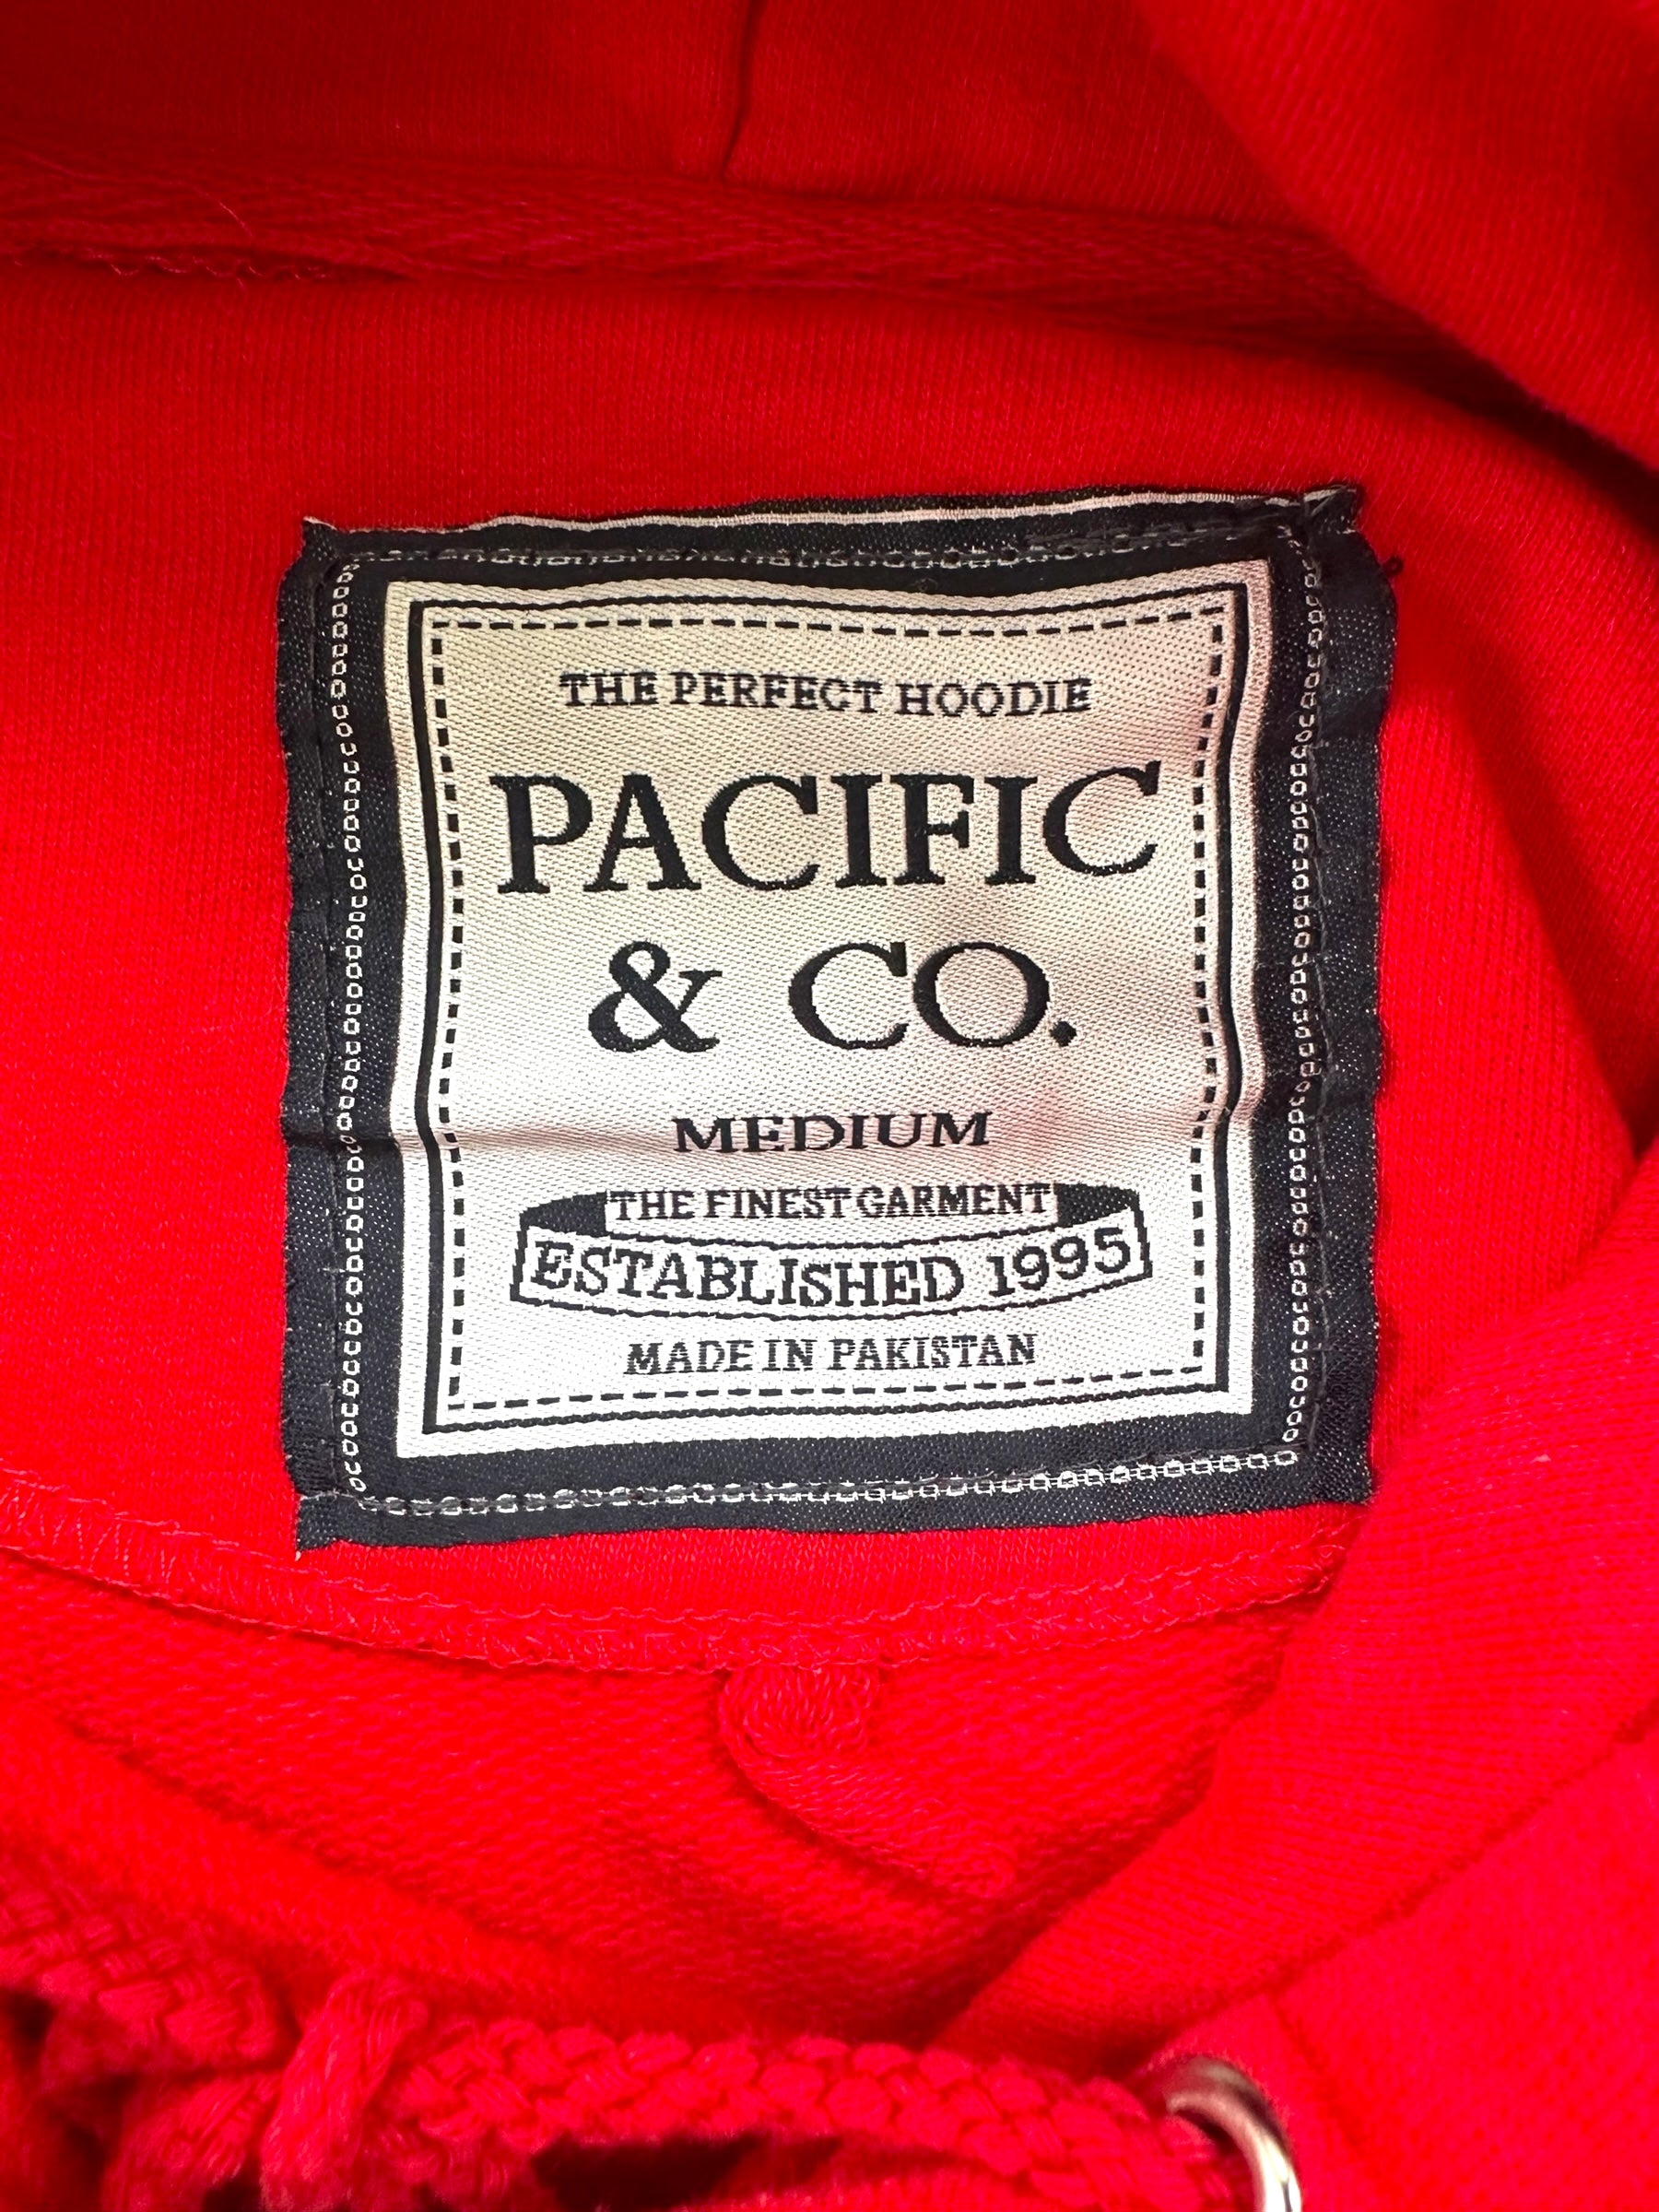 THE PERFECT HOODIE
PACIFIC
& CO.
MEDIUM
THE FINEST GARMENT
ESTABLISHED 1995
MADE IN PAKISTAN